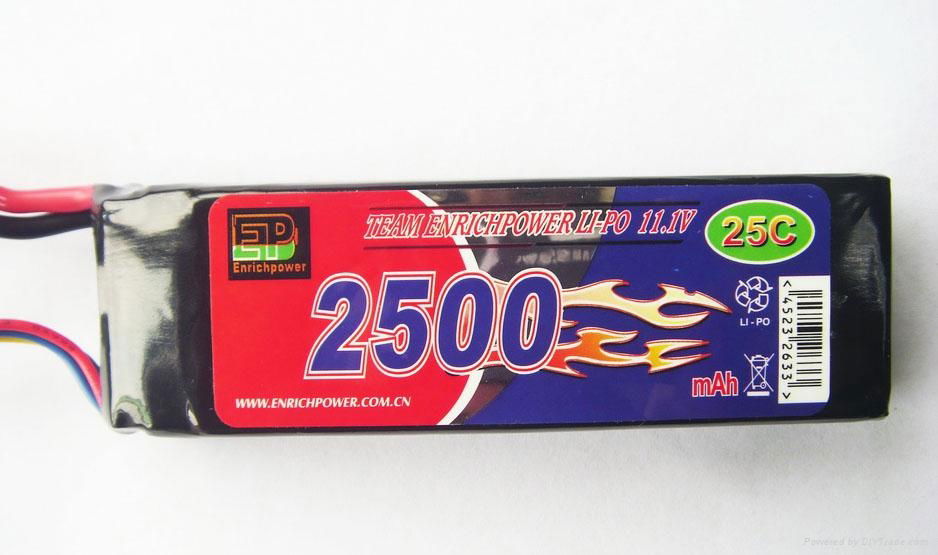 TEAM ENRICHPOWER LI-PO 11.1V
25C
EP
Enrichpower
2500
mAh
LI-PO
<4523 2633>
WWW.ENRICHPOWER.COM.CN
Powered by DIYTrade.com